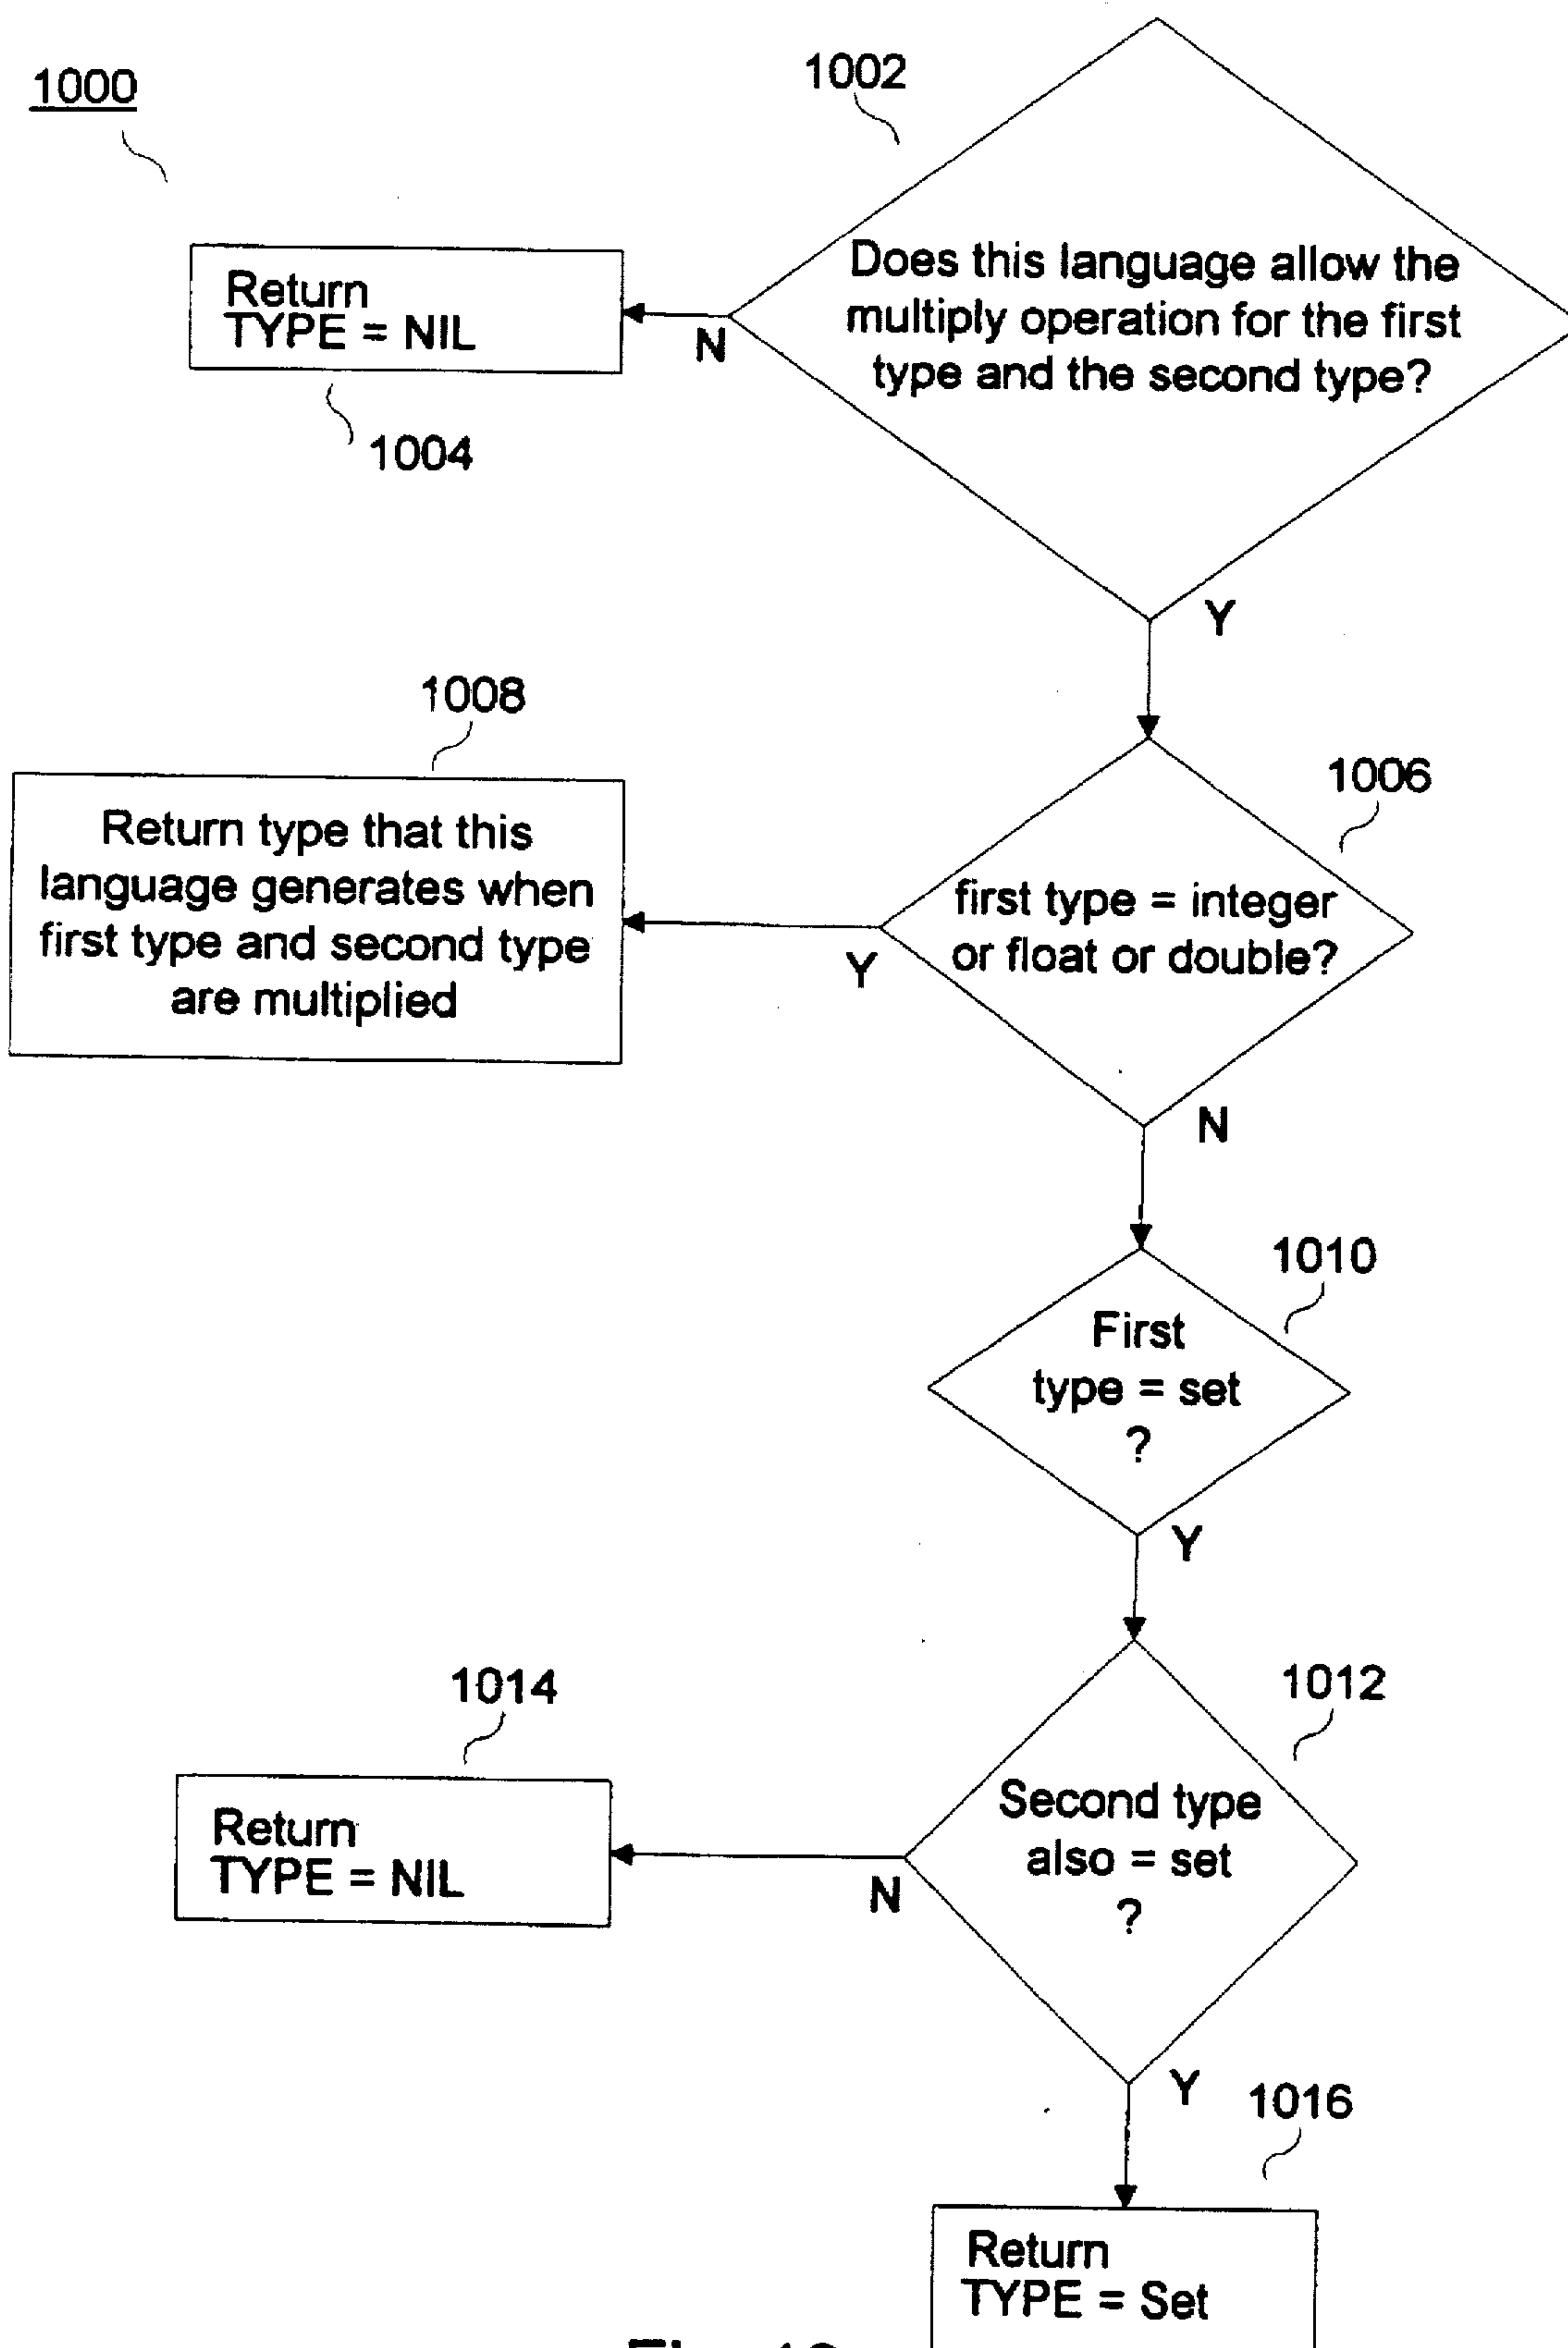 1000
1002
Does this language allow the
multiply operation for the first
type and the second type?
N
Return
TYPE = NIL
1004
Y
1006
first type = integer
or float or double?
Y
1008
Return type that this
language generates when
first type and second type
are multiplied
N
1010
First
type = set
?
Y
1012
Second type
also = set
?
N
1014
Return
TYPE = NIL
Y
1016
Return
TYPE = Set